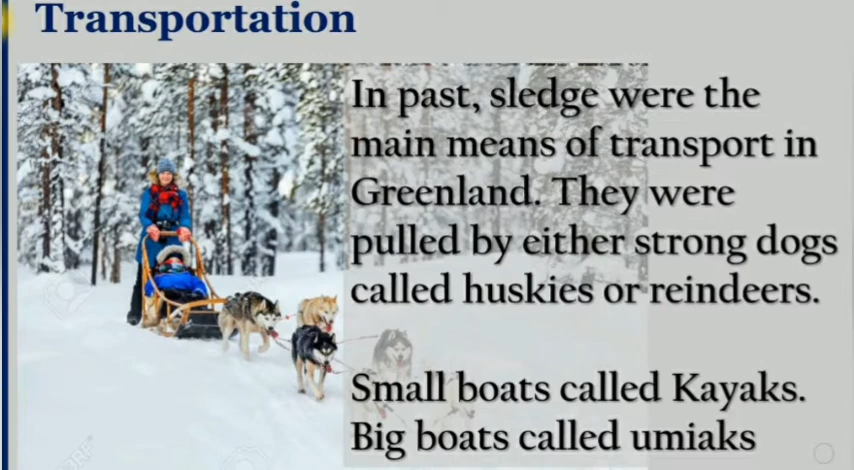 Transportation
In past, sledge were the
main means of transport in
Greenland. They were
pulled by either strong dogs
called huskies or reindeers.
Small boats called Kayaks.
Big boats called umiaks